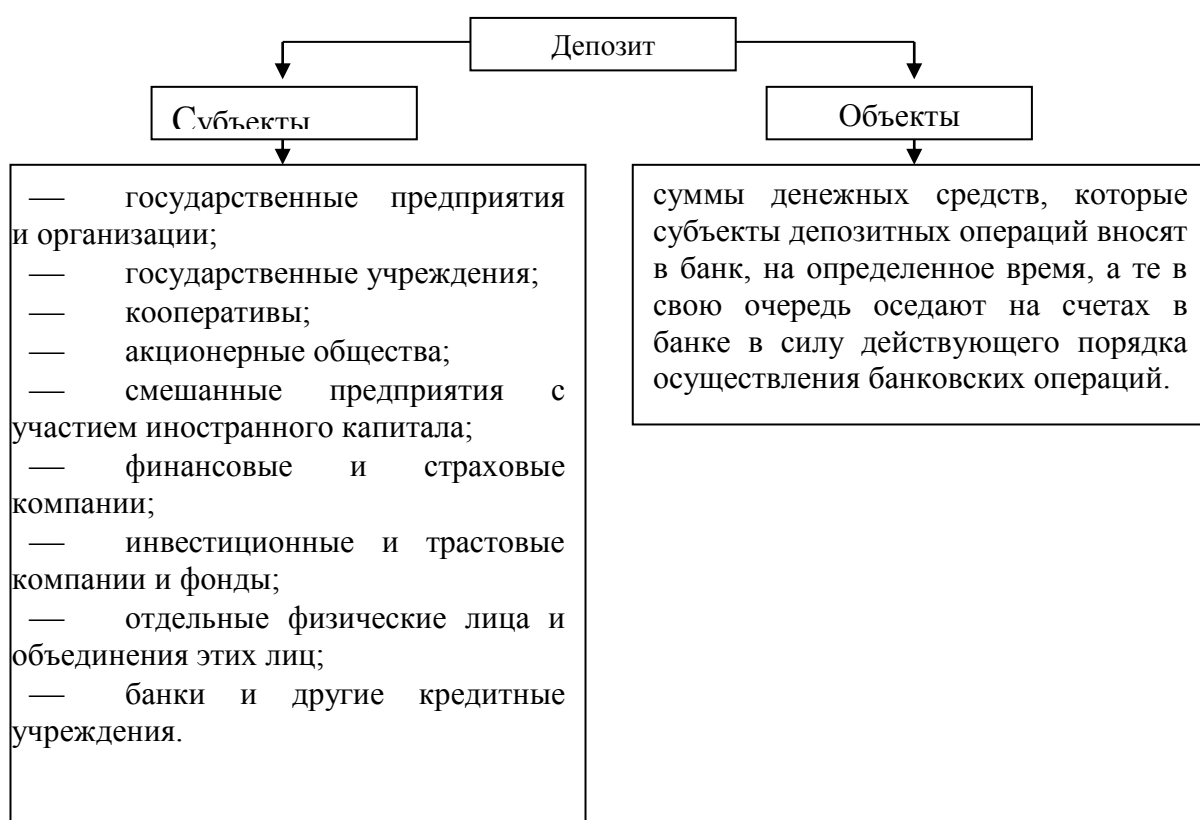 Депозит
Субъекты
Объекты
— государственные предприятия
и организации;
— государственные учреждения;
— кооперативы;
— акционерные общества;
— смешанные предприятия с
участием иностранного капитала;
— финансовые и страховые
компании;
— инвестиционные и трастовые
компании и фонды;
— отдельные физические лица и
объединения этих лиц;
— банки и другие кредитные
учреждения.
суммы денежных средств, которые
субъекты депозитных операций вносят
в банк, на определенное время, а те в
свою очередь оседают на счетах в
банке в силу действующего порядка
осуществления банковских операций.